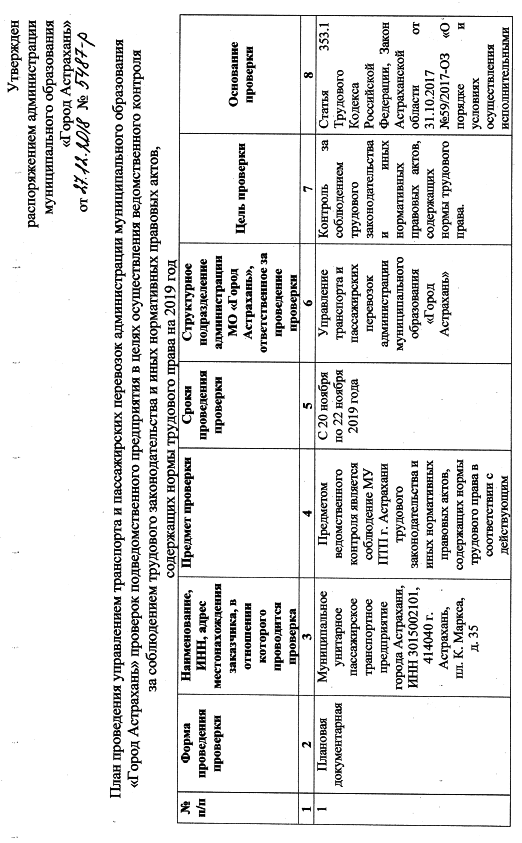 Утвержден
распоряжением администрации
муниципального образования
«Город Астрахань»
от 27.12.2018 № 5487-р
План проведения управлением транспорта и пассажирских перевозок администрации муниципального образования
«Город Астрахань» проверок подведомственного предприятия в целях осуществления ведомственного контроля
за соблюдением трудового законодательства и иных нормативных правовых актов,
содержащих нормы трудового права на 2019 год
№
п/п
Форма
проведения
проверки
Наименование,
ИНН, адрес
местонахождения
заказчика, в
отношении
которого
проводится
проверка
Предмет проверки
Сроки
проведения
проверки
Структурное
подразделение
администрации
МО «Город
Астрахань»,
ответственное за
проведение
проверки
Цель проверки
Основание
проверки
1
2
3
4
5
6
7
8
1
Плановая
документарная
Муниципальное
унитарное
пассажирское
транспортное
предприятие
города Астрахани,
ИНН 3015002101,
414040 г.
Астрахань,
пл. К. Маркса,
д. 35
Предметом
ведомственного
контроля является
соблюдение МУ
ПТП г. Астрахани
трудового
законодательства и
иных нормативных
правовых актов,
содержащих нормы
трудового права в
соответствии с
действующим
С 20 ноября
по 22 ноября
2019 года
Управление
транспорта и
пассажирских
перевозок
администрации
муниципального
образования
«Город
Астрахань»
Контроль за
соблюдением
трудового
законодательства
и иных
нормативных
правовых актов,
содержащих
нормы трудового
права.
Статья 353.1
Трудового
Кодекса
Российской
Федерации, Закон
Астраханской
области от
31.10.2017
№59/2017-ОЗ «О
порядке и
условиях
осуществления
исполнительными